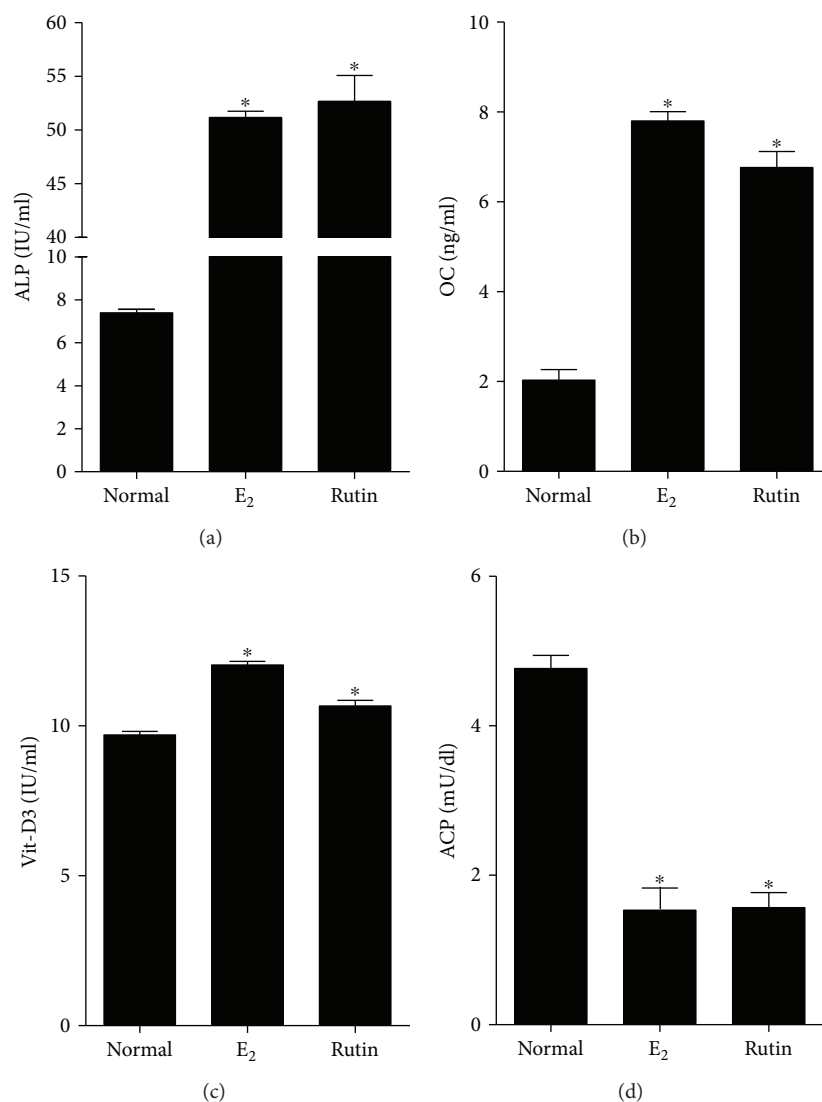 60
55
50
45
40
10
8
6
4
2
0
ALP (IU/ml)
*
*
Normal
E₂
Rutin
(a)
10
8
6
4
2
0
OC (ng/ml)
*
*
Normal
E₂
Rutin
(b)
15
10
5
0
Vit-D3 (IU/ml)
*
*
Normal
E₂
Rutin
(c)
6
4
2
0
ACP (mU/dl)
*
*
Normal
E₂
Rutin
(d)